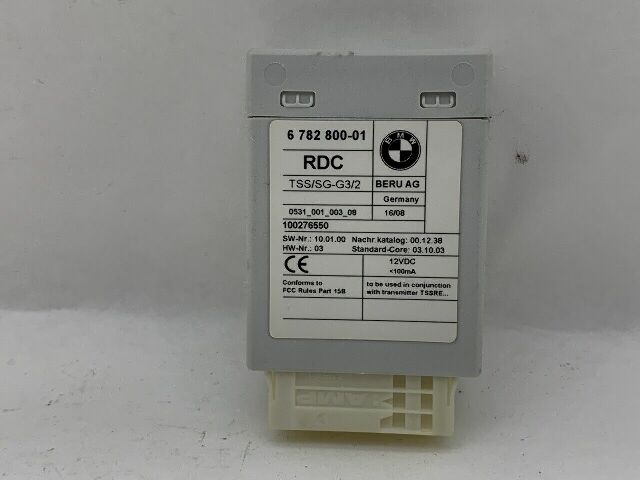 6 782 800-01
BMW
RDC
TSS/SG-G3/2
BERU AG
Germany
0531_001_003_08
16/08
100276550
SW-Nr.: 10.01.00 Nachr.katalog: 00.12.38
HW-Nr.: 03 Standard-Core: 03.10.03
CE
12VDC
<100mA
Conforms to
FCC Rules Part 15B
to be used in conjunction
with transmitter TSSRE...
AMP